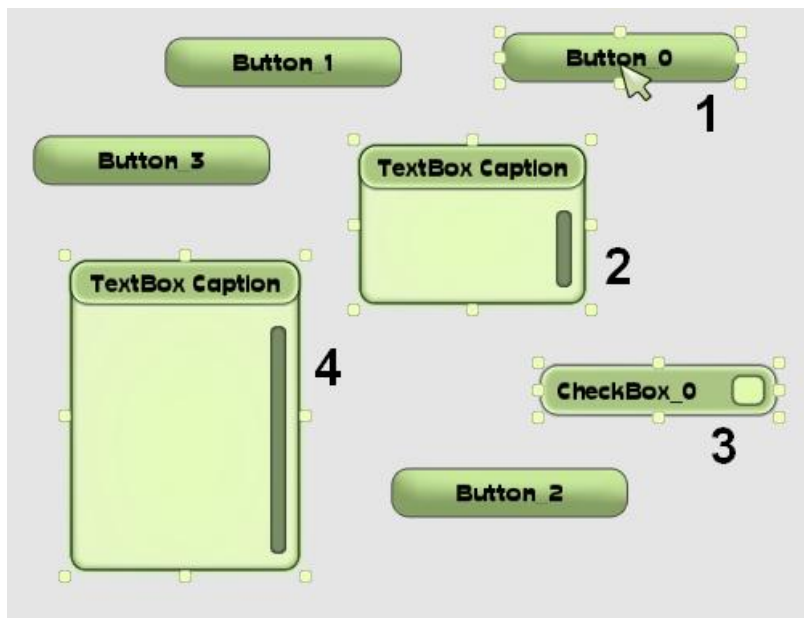 Button_1
Button_0
1
Button_3
TextBox Caption
2
TextBox Caption
4
CheckBox_0
3
Button_2